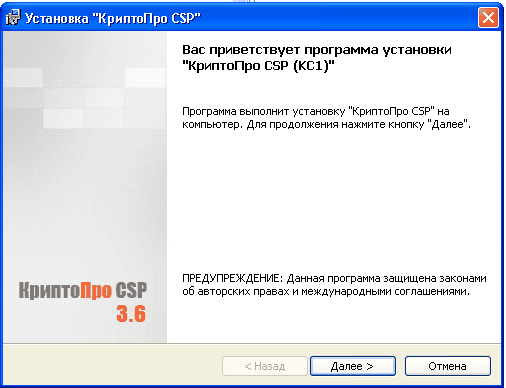 Установка "КриптоПро CSP"
Вас приветствует программа установки
"КриптоПро CSP (KC1)"
Программа выполнит установку "КриптоПро CSP" на
компьютер. Для продолжения нажмите кнопку "Далее".
ПРЕДУПРЕЖДЕНИЕ: Данная программа защищена законами
об авторских правах и международными соглашениями.
КриптоПро CSP
3.6
< Назад
Далее >
Отмена